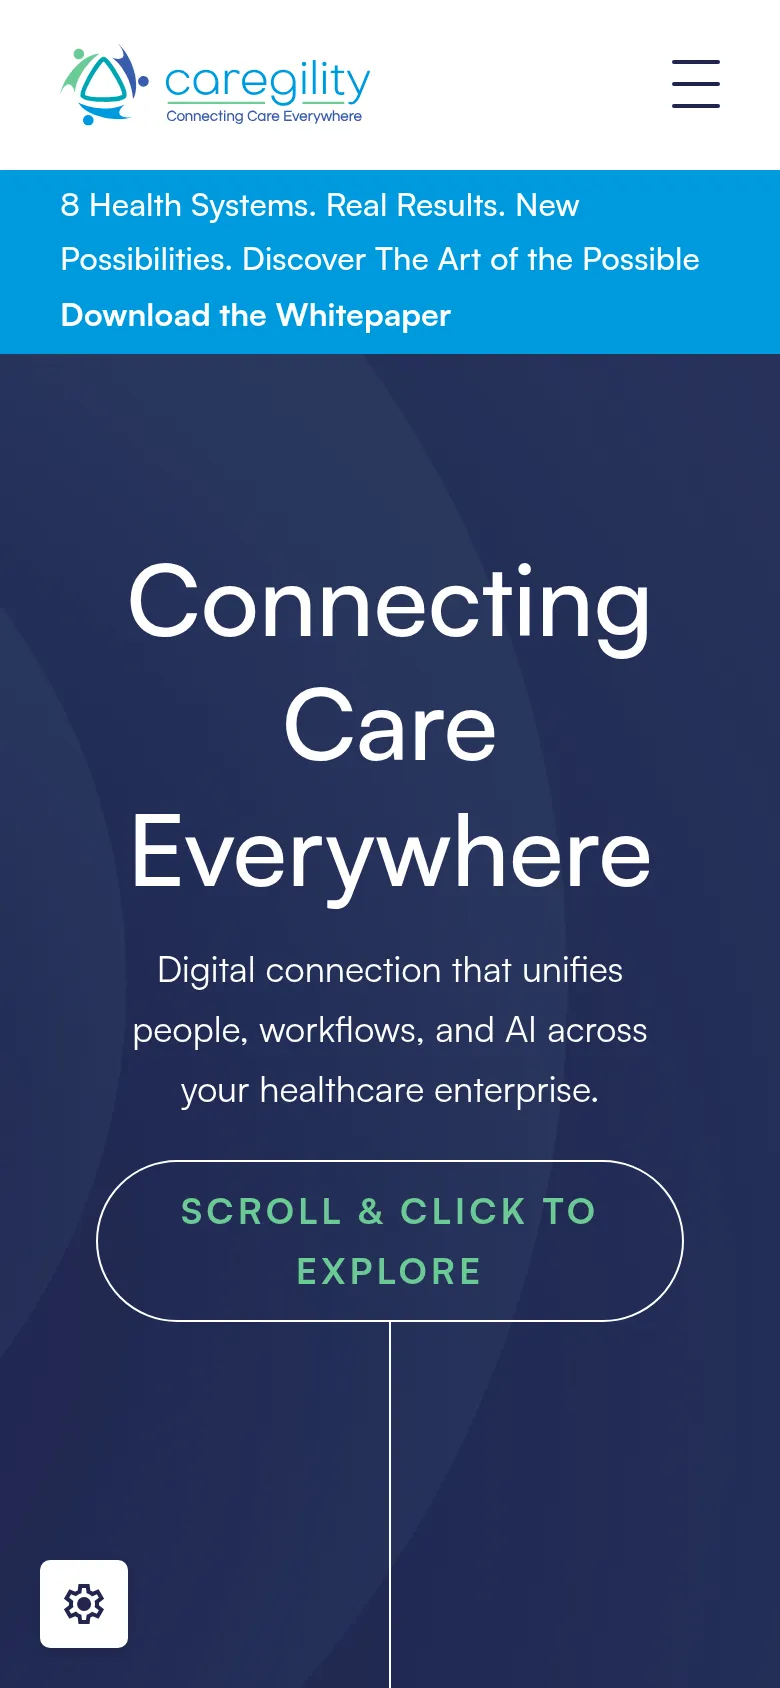 caregility
Connecting Care Everywhere
8 Health Systems. Real Results. New
Possibilities. Discover The Art of the Possible
Download the Whitepaper
Connecting
Care
Everywhere
Digital connection that unifies
people, workflows, and AI across
your healthcare enterprise.
SCROLL & CLICK TO
EXPLORE